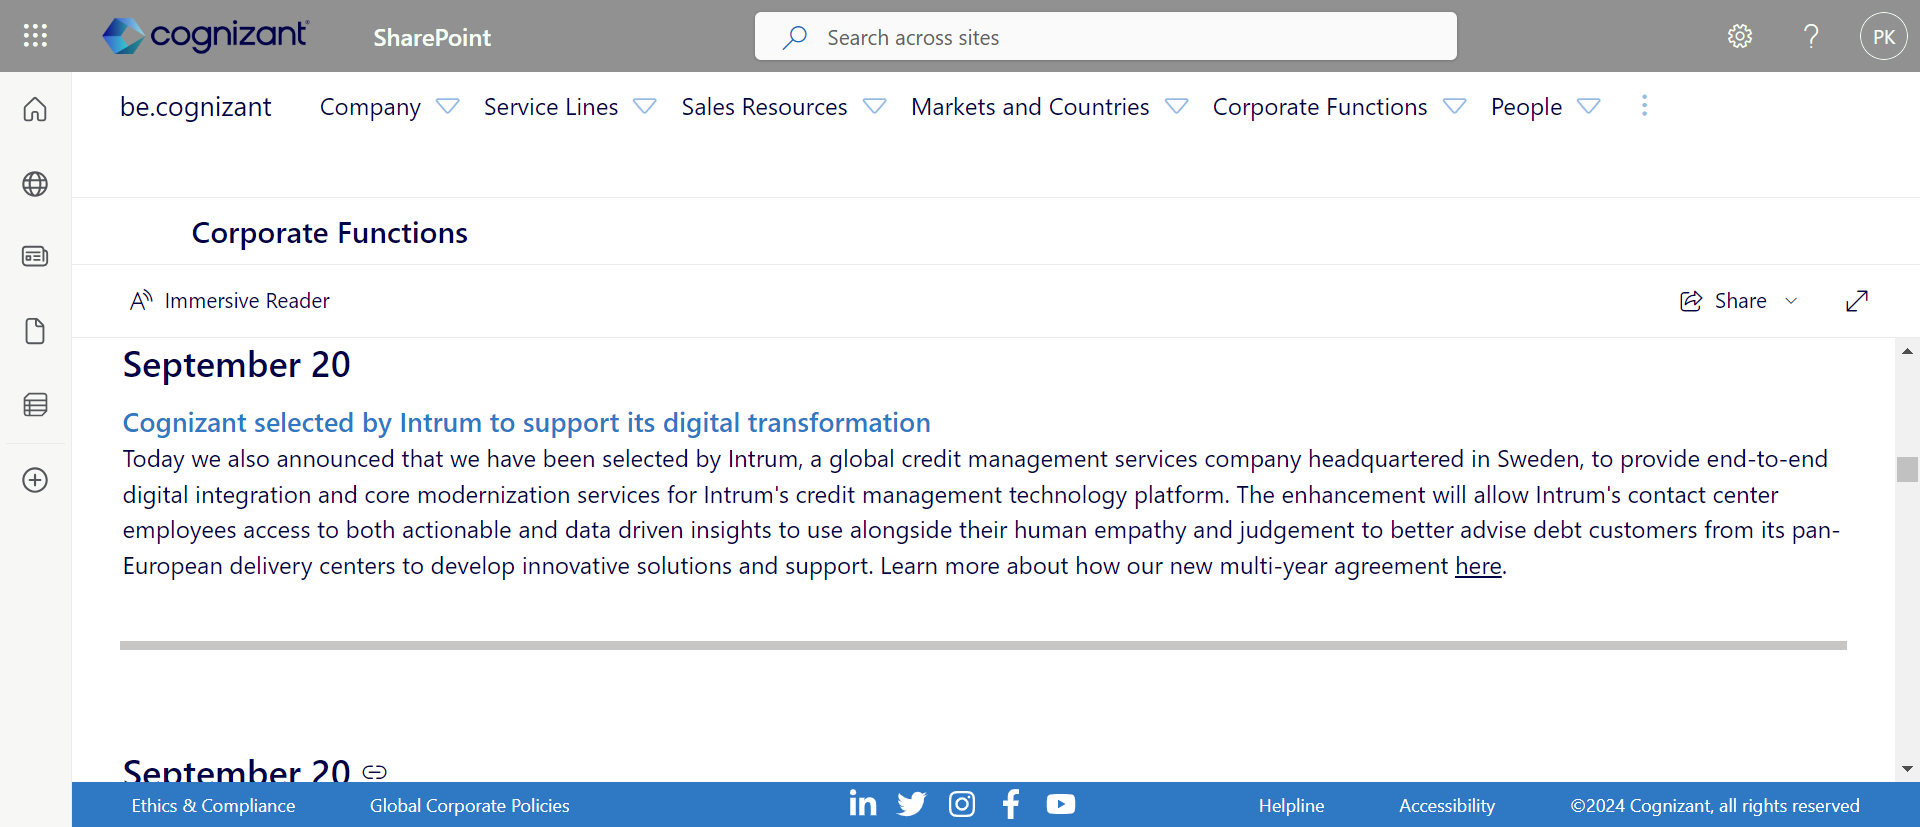 cognizant
SharePoint
Search across sites
PK
be.cognizant
Company
Service Lines
Sales Resources
Markets and Countries
Corporate Functions
People
Corporate Functions
Immersive Reader
Share
September 20
Cognizant selected by Intrum to support its digital transformation
Today we also announced that we have been selected by Intrum, a global credit management services company headquartered in Sweden, to provide end-to-end
digital integration and core modernization services for Intrum's credit management technology platform. The enhancement will allow Intrum's contact center
employees access to both actionable and data driven insights to use alongside their human empathy and judgement to better advise debt customers from its pan-
European delivery centers to develop innovative solutions and support. Learn more about how our new multi-year agreement here.
September 20
Ethics & Compliance
Global Corporate Policies
Helpline
Accessibility
©2024 Cognizant, all rights reserved